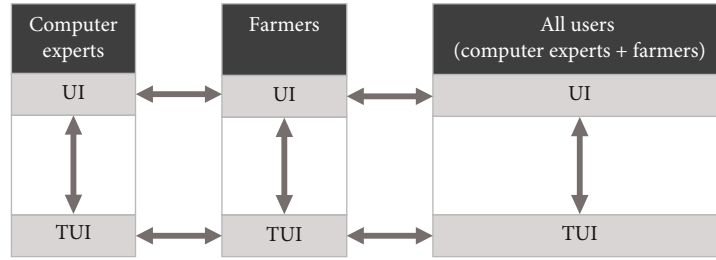 Computer
experts
Farmers
All users
(computer experts + farmers)
UI
UI
UI
TUI
TUI
TUI